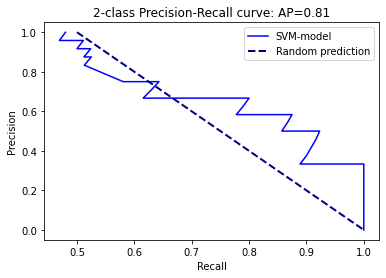 2-class Precision-Recall curve: AP=0.81
SVM-model
Random prediction
1.0
0.8
0.6
0.4
0.2
0.0
Precision
0.5
0.6
0.7
0.8
0.9
1.0
Recall